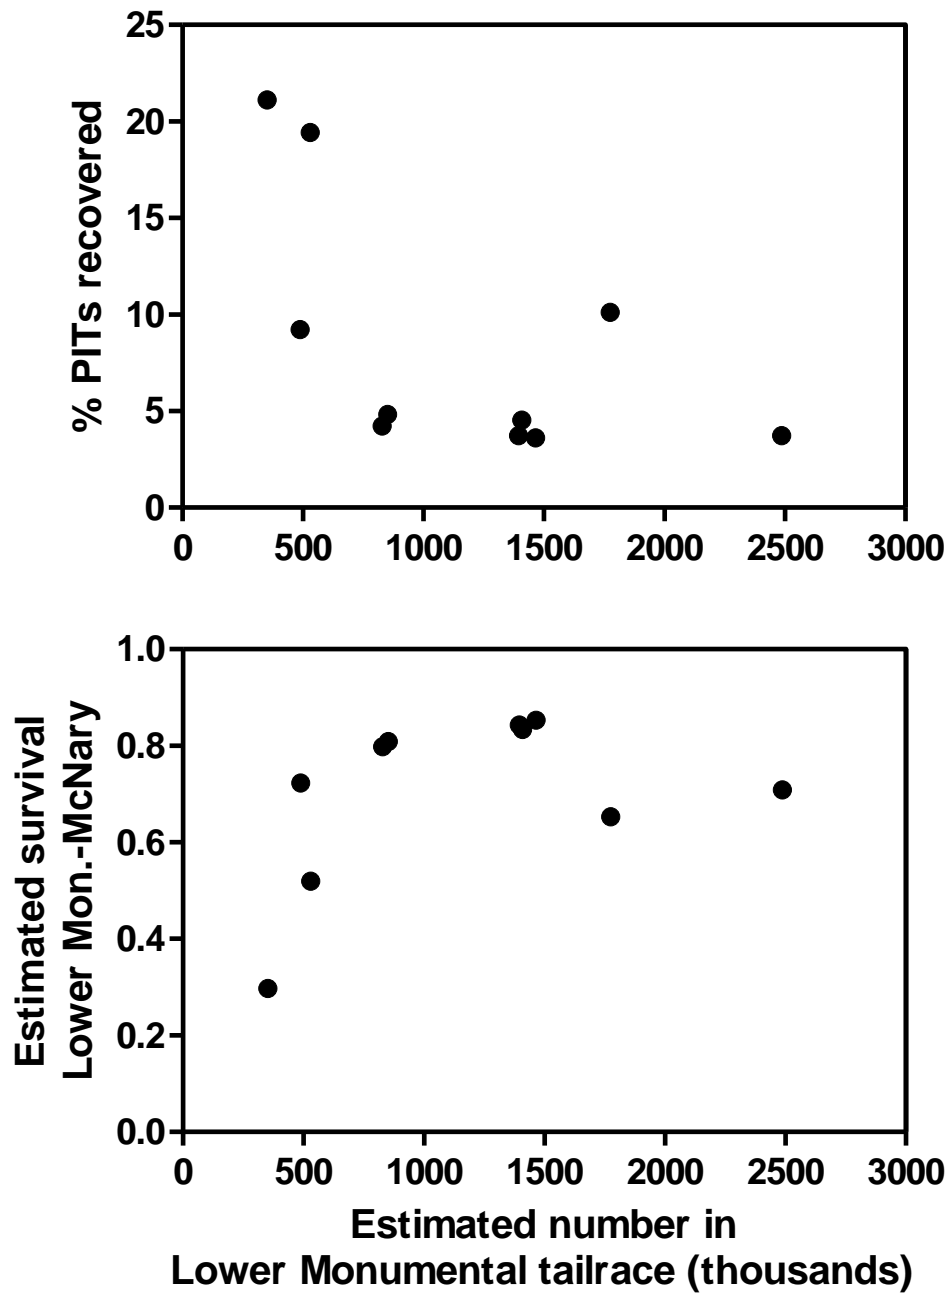 25
20
15
10
5
0
% PITs recovered
0 500 1000 1500 2000 2500 3000
1.0
0.8
0.6
0.4
0.2
0.0
Estimated survival
Lower Mon.-McNary
0 500 1000 1500 2000 2500 3000
Estimated number in
Lower Monumental tailrace (thousands)